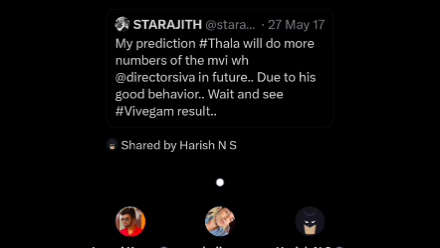 STARAJITH @stara... · 27 May 17
My prediction #Thala will do more
numbers of the mvi wh
@directorsiva in future.. Due to his
good behavior.. Wait and see
#Vivegam result..
Shared by Harish N S